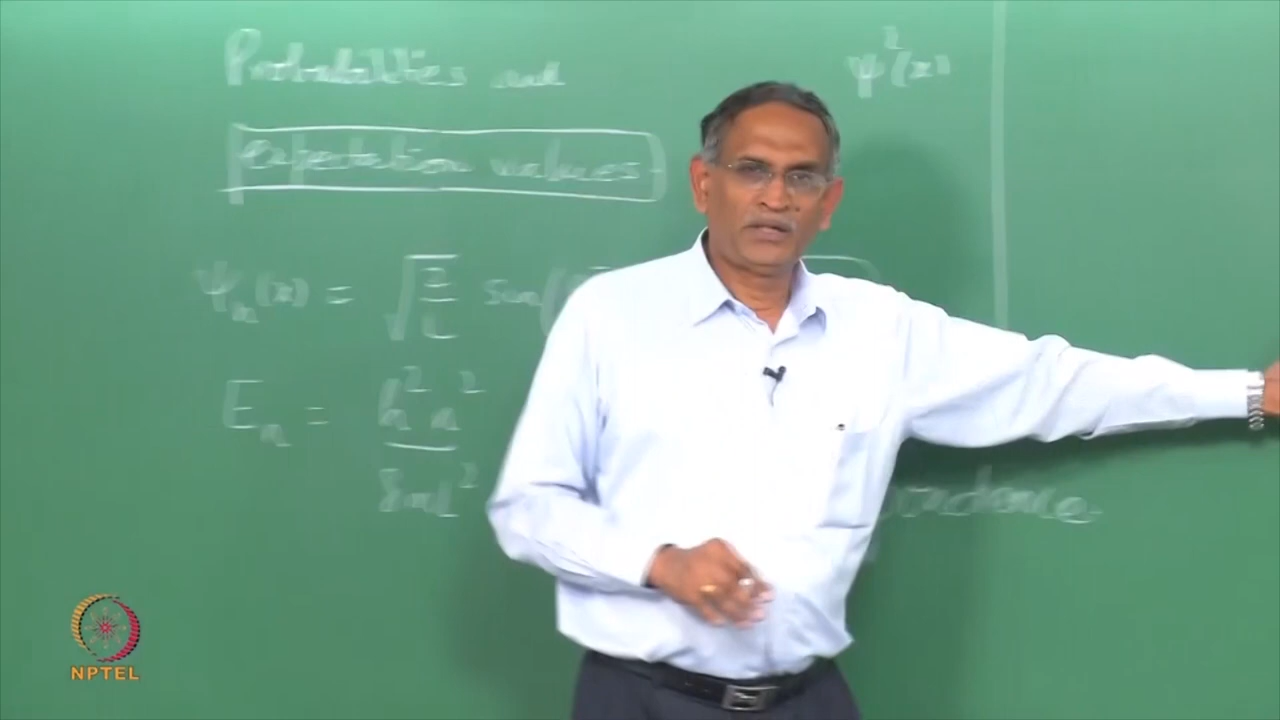 Probabilities and
expectation values
ψ²(x)
ψₙ(x) = √(2/L) sin(
Eₙ = h²n² / 8mL²
NPTEL